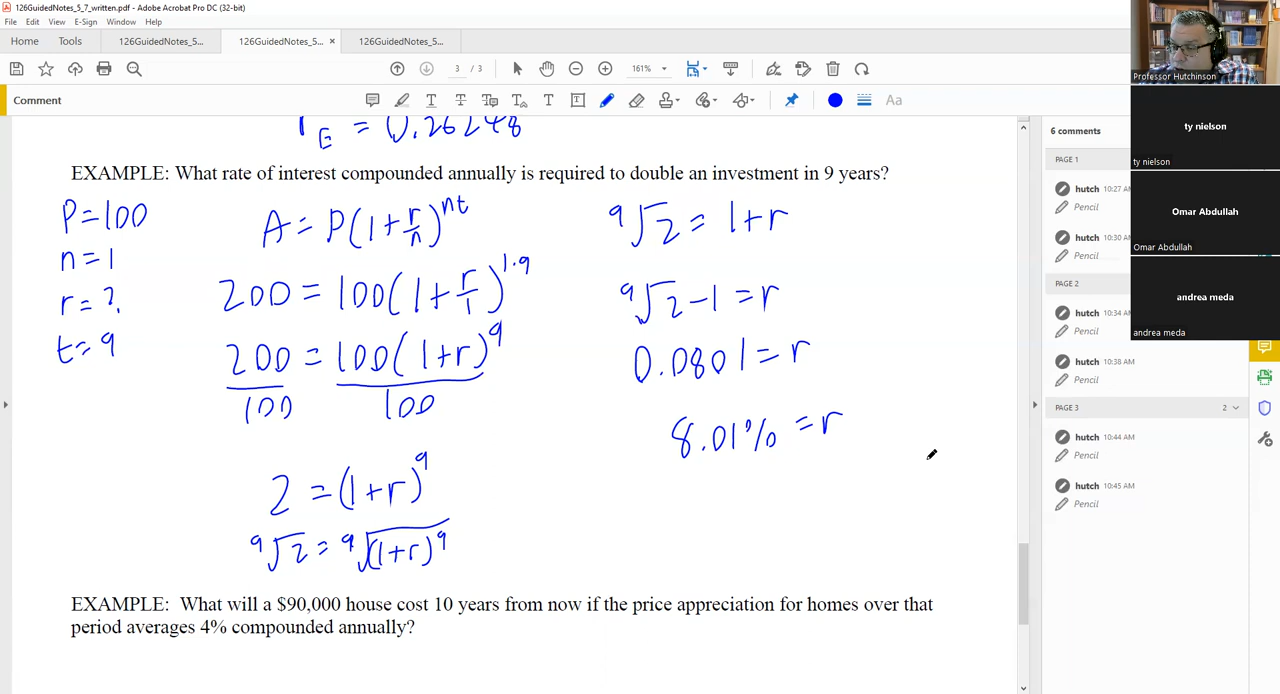 126GuidedNotes_5_7_written.pdf - Adobe Acrobat Pro DC (32-bit)
File Edit View E-Sign Window Help
Home Tools 126GuidedNotes_5_... 126GuidedNotes_5_... × 126GuidedNotes_5_...
3 / 3 161%
Comment
Aa
r_E = 0.26248
EXAMPLE: What rate of interest compounded annually is required to double an investment in 9 years?
P=100
n=1
r=?
t=9
A=P(1+r/n)^nt
200=100(1+r/1)^1·9
200=100(1+r)^9
100 100
2=(1+r)^9
⁹√2=⁹√(1+r)^9
⁹√2=1+r
⁹√2-1=r
0.0801=r
8.01%=r
EXAMPLE: What will a $90,000 house cost 10 years from now if the price appreciation for homes over that
period averages 4% compounded annually?
6 comments
PAGE 1
hutch 10:27 AM
Pencil
hutch 10:30 AM
Pencil
PAGE 2
hutch 10:34 AM
Pencil
hutch 10:38 AM
Pencil
PAGE 3 2
hutch 10:44 AM
Pencil
hutch 10:45 AM
Pencil
Professor Hutchinson
ty nielson
ty nielson
Omar Abdullah
Omar Abdullah
andrea meda
andrea meda